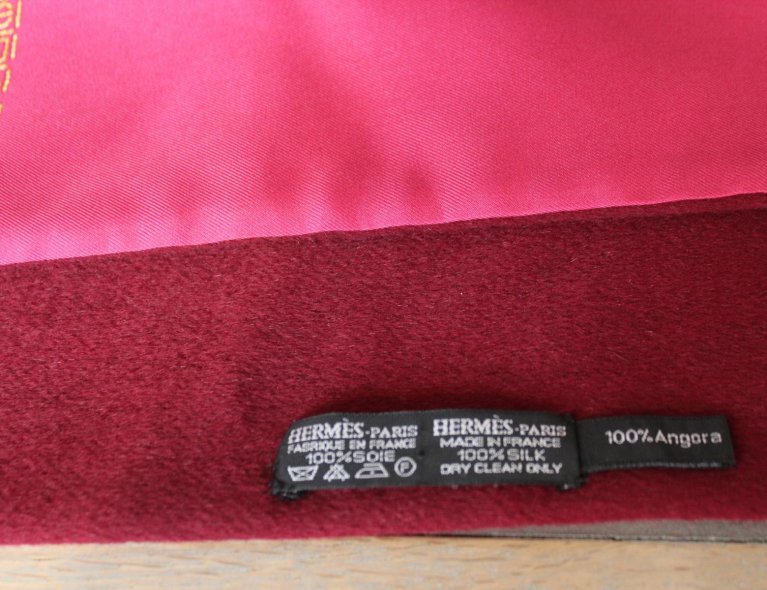 HERMÈS-PARIS
FABRIQUE EN FRANCE
100%SOIE
HERMÈS-PARIS
MADE IN FRANCE
100%SILK
DRY CLEAN ONLY
100%Angora